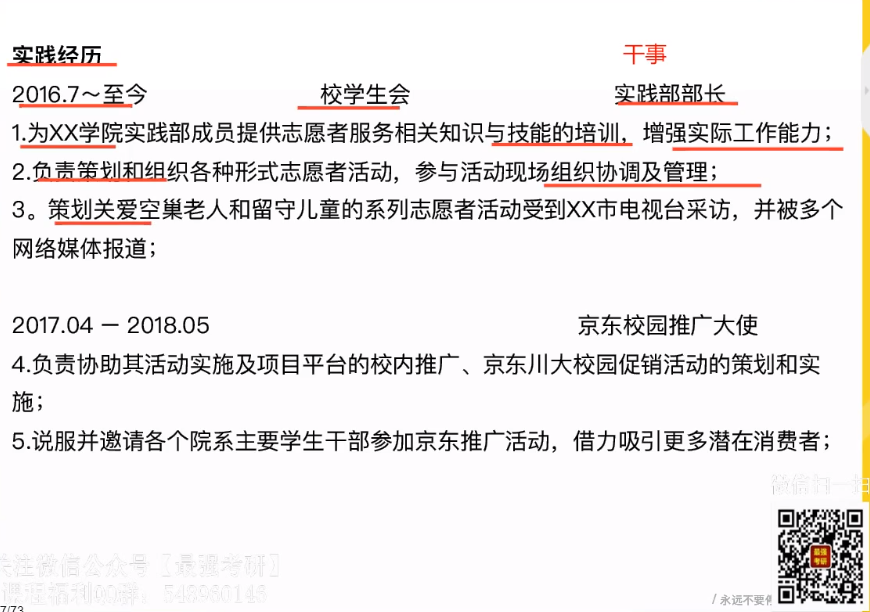 实践经历 干事
2016.7～至今 校学生会 实践部部长
1.为XX学院实践部成员提供志愿者服务相关知识与技能的培训，增强实际工作能力；
2.负责策划和组织各种形式志愿者活动，参与活动现场组织协调及管理；
3。策划关爱空巢老人和留守儿童的系列志愿者活动受到XX市电视台采访，并被多个
网络媒体报道；
2017.04 － 2018.05 京东校园推广大使
4.负责协助其活动实施及项目平台的校内推广、京东川大校园促销活动的策划和实
施；
5.说服并邀请各个院系主要学生干部参加京东推广活动，借力吸引更多潜在消费者；
微信扫一扫
最强
考研
关注微信公众号【最强考研】
/ 永远不要停
7/73